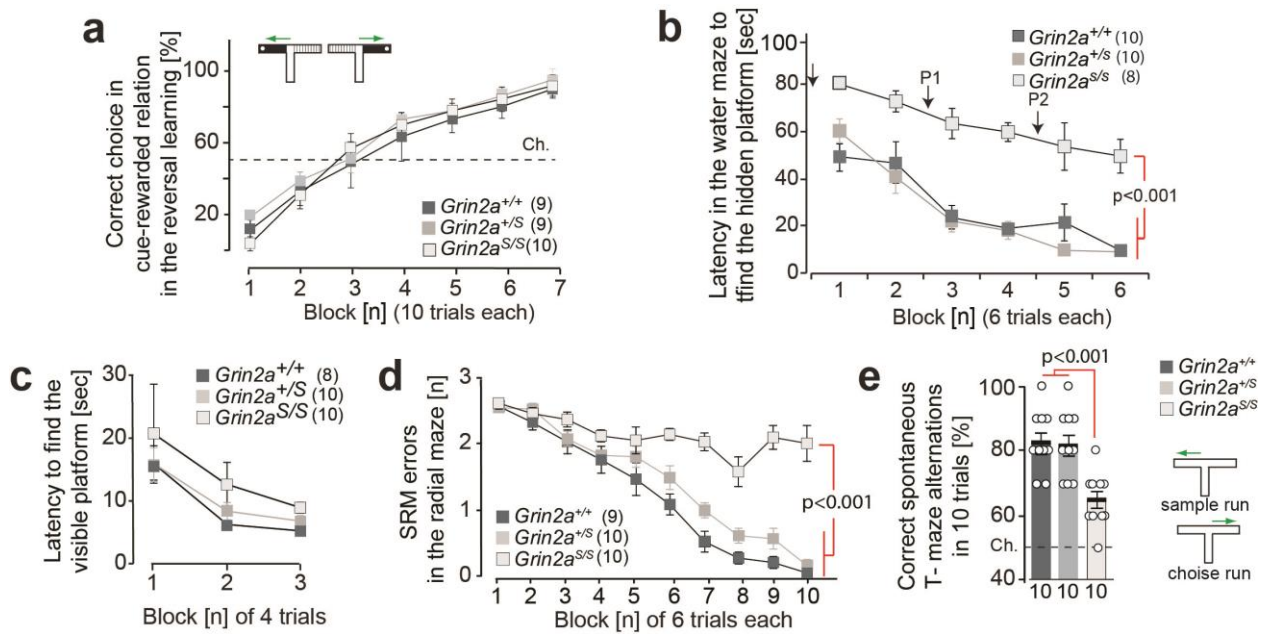 a
Correct choice in
cue-rewarded relation
in the reversal learning [%]
100
60
20
Ch.
Grin2a+/+ (9)
Grin2a+/S (9)
Grin2aS/S (10)
1 2 3 4 5 6 7
Block [n] (10 trials each)
b
Latency in the water maze to
tfind the hidden platform [sec]
100
80
60
40
20
0
P1
P2
Grin2a+/+ (10)
Grin2a+/s (10)
Grin2as/s (8)
p<0.001
1 2 3 4 5 6
Block [n] (6 trials each)
c
Latency to find the
visible platform [sec]
30
20
10
0
Grin2a+/+ (8)
Grin2a+/S (10)
Grin2aS/S (10)
1 2 3
Block [n] of 4 trials
d
SRM errors
in the radial maze [n]
3
2
1
0
Grin2a+/+ (9)
Grin2a+/S (10)
Grin2aS/S (10)
p<0.001
1 2 3 4 5 6 7 8 9 10
Block [n] of 6 trials each
e
Correct spontaneous
T- maze alternations
in 10 trials [%]
p<0.001
100
80
60
Ch.
40
10 10 10
Grin2a+/+
Grin2a+/S
Grin2aS/S
sample run
choise run